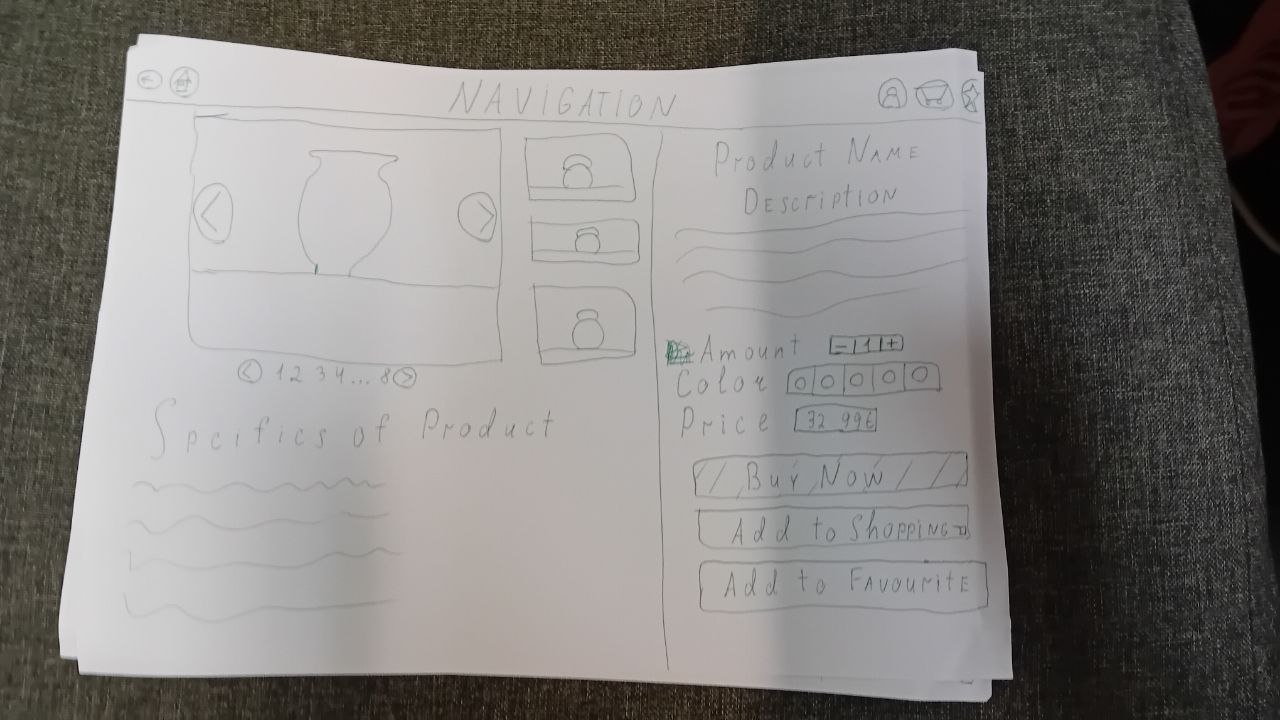 NAVIGATION
Product NAME
DEscription
Amount - 1 +
Color
Price 32 99€
1 2 3 4 ... 8
Spcifics of Product
Buy Now
Add to Shopping
Add to Favourite